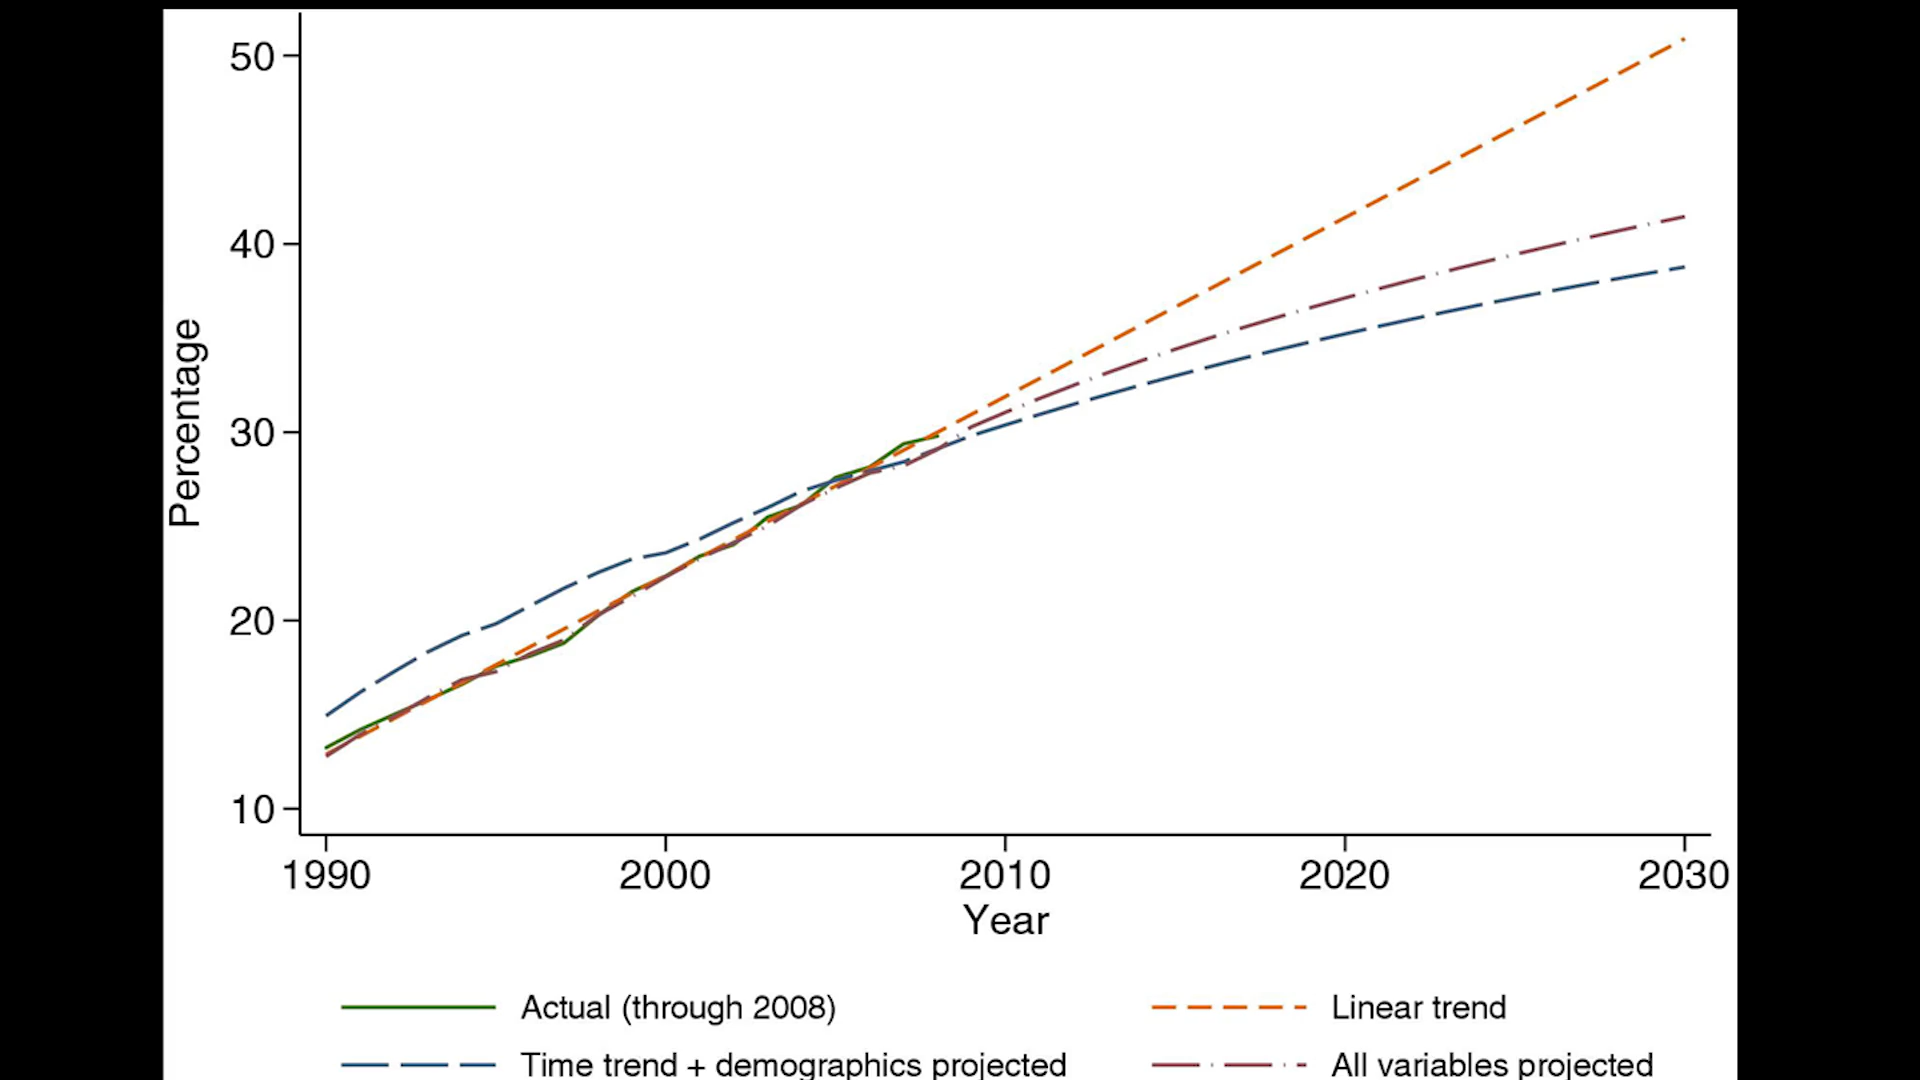 50
40
30
20
10
Percentage
1990 2000 2010 2020 2030
Year
Actual (through 2008) Linear trend
Time trend + demographics projected All variables projected